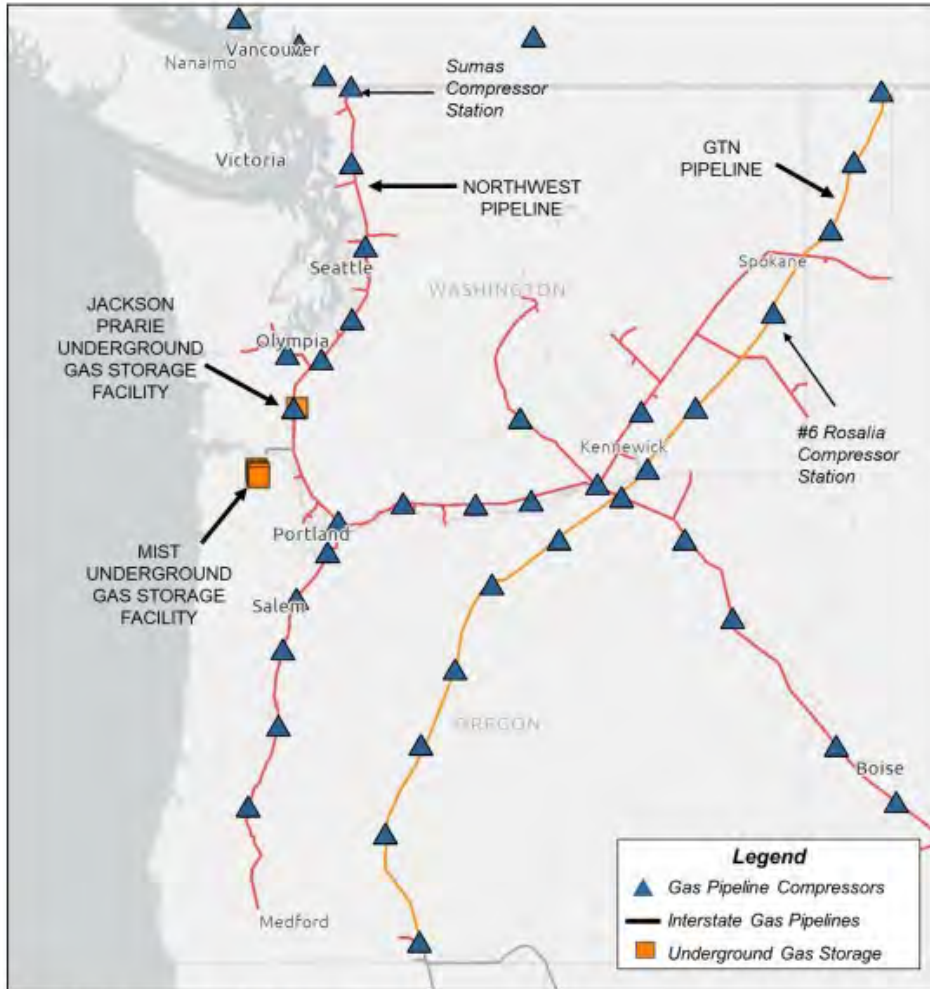 Vancouver
Nanaimo
Sumas
Compressor
Station
Victoria
GTN
PIPELINE
NORTHWEST
PIPELINE
Spokane
Seattle
WASHINGTON
JACKSON
PRARIE
UNDERGROUND
GAS STORAGE
FACILITY
Olympia
#6 Rosalia
Compressor
Station
Kennewick
Portland
MIST
UNDERGROUND
GAS STORAGE
FACILITY
Salem
OREGON
Boise
Medford
Legend
Gas Pipeline Compressors
Interstate Gas Pipelines
Underground Gas Storage